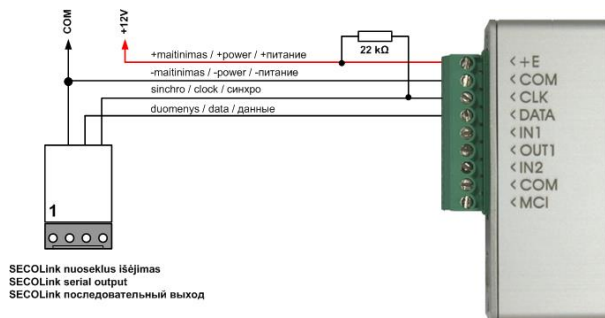 COM
+12V
+maitinimas / +power / +питание
22 kΩ
-maitinimas / -power / -питание
sinchro / clock / синхро
duomenys / data / данные
< +E
< COM
< CLK
< DATA
< IN1
< OUT1
< IN2
< COM
< MCI
1
SECOLink nuoseklus išėjimas
SECOLink serial output
SECOLink последовательный выход